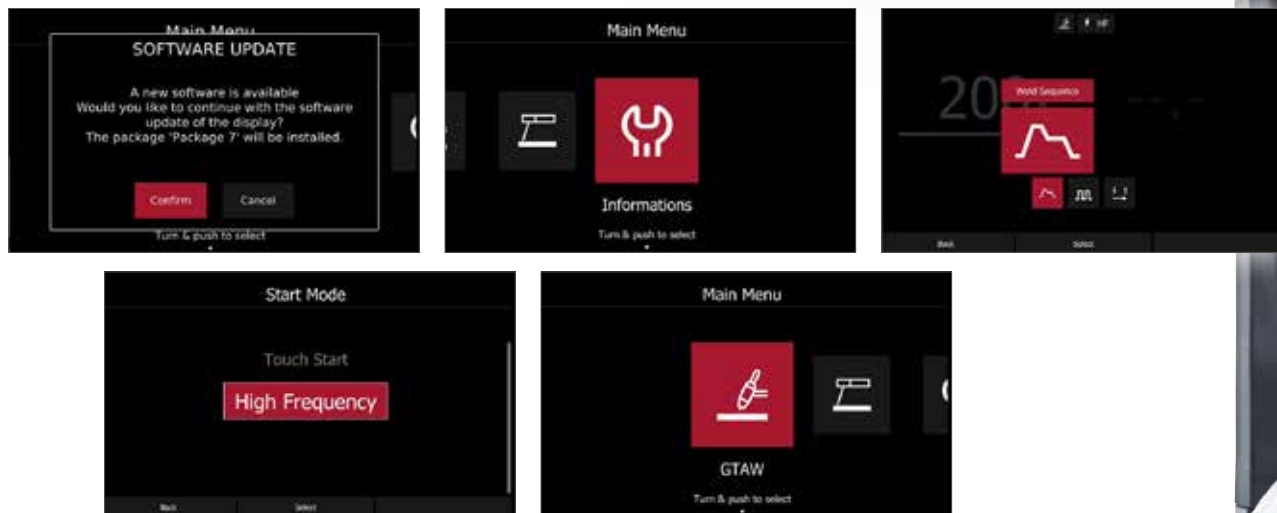 Main Menu
SOFTWARE UPDATE
A new software is available
Would you like to continue with the software
update of the display?
The package 'Package 7' will be installed.
Confirm
Cancel
Turn & push to select
Main Menu
Informations
Turn & push to select
Weld Sequence
Back
Select
Start Mode
Touch Start
High Frequency
Back
Select
Main Menu
GTAW
Turn & push to select